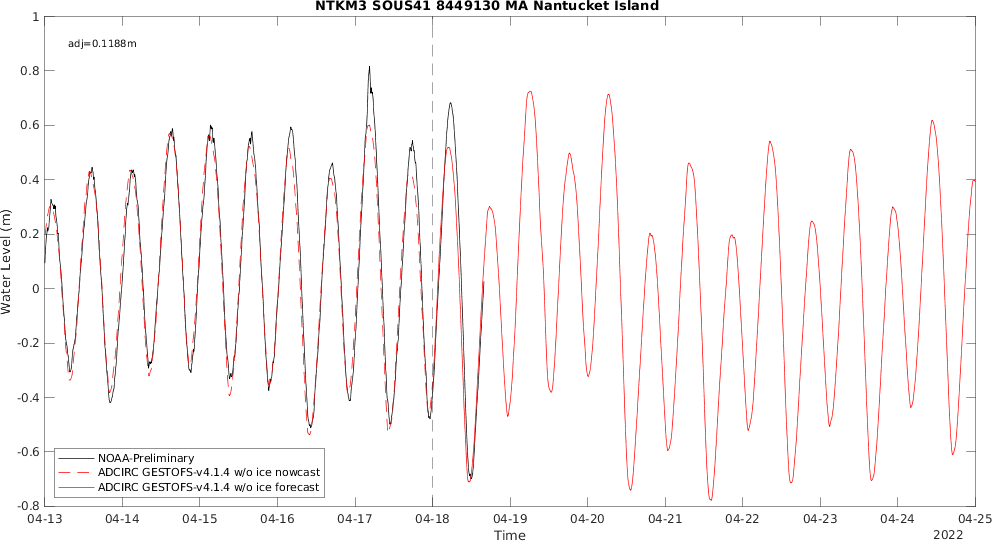 NTKM3 SOUS41 8449130 MA Nantucket Island
adj=0.1188m
1
0.8
0.6
0.4
0.2
0
-0.2
-0.4
-0.6
-0.8
Water Level (m)
NOAA-Preliminary
ADCIRC GESTOFS-v4.1.4 w/o ice nowcast
ADCIRC GESTOFS-v4.1.4 w/o ice forecast
04-13 04-14 04-15 04-16 04-17 04-18 04-19 04-20 04-21 04-22 04-23 04-24 04-25
Time
2022